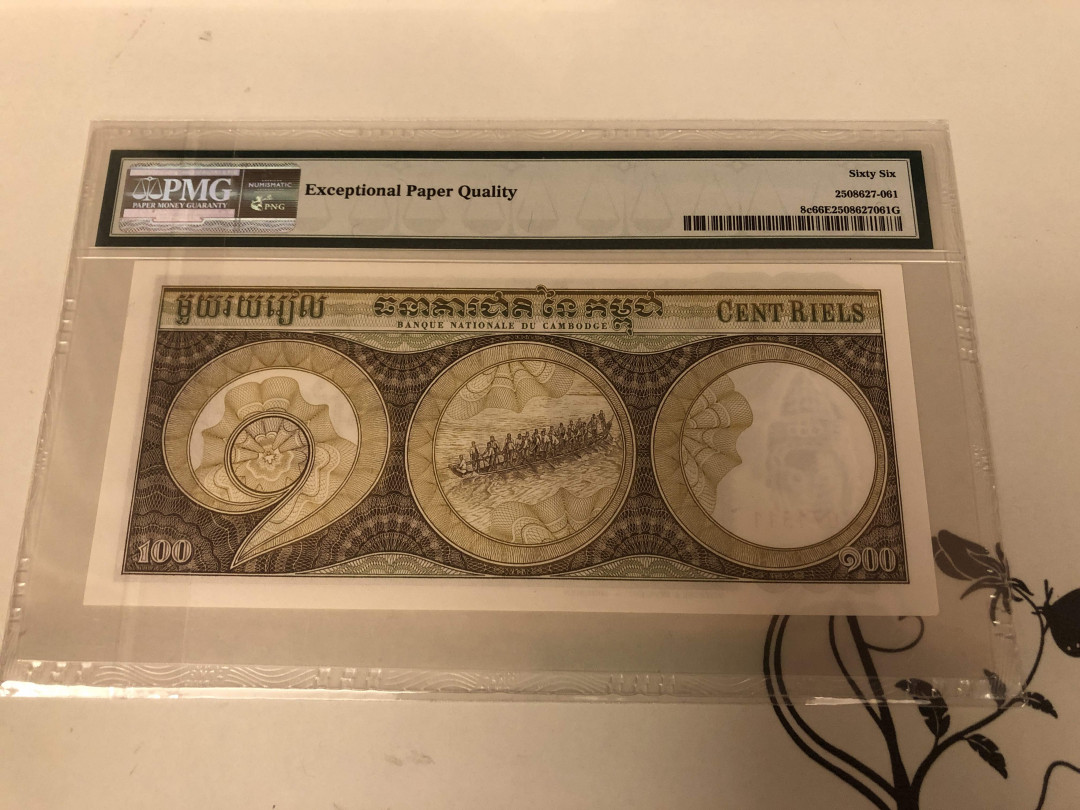 PMG
PAPER MONEY GUARANTY
NUMISMATIC
PNG
Exceptional Paper Quality
Sixty Six
2508627-061
8c66E2508627061G
មួយរយរៀល
ធនាគារជាតិ នៃ កម្ពុជា
CENT RIELS
BANQUE NATIONALE DU CAMBODGE
100
១00